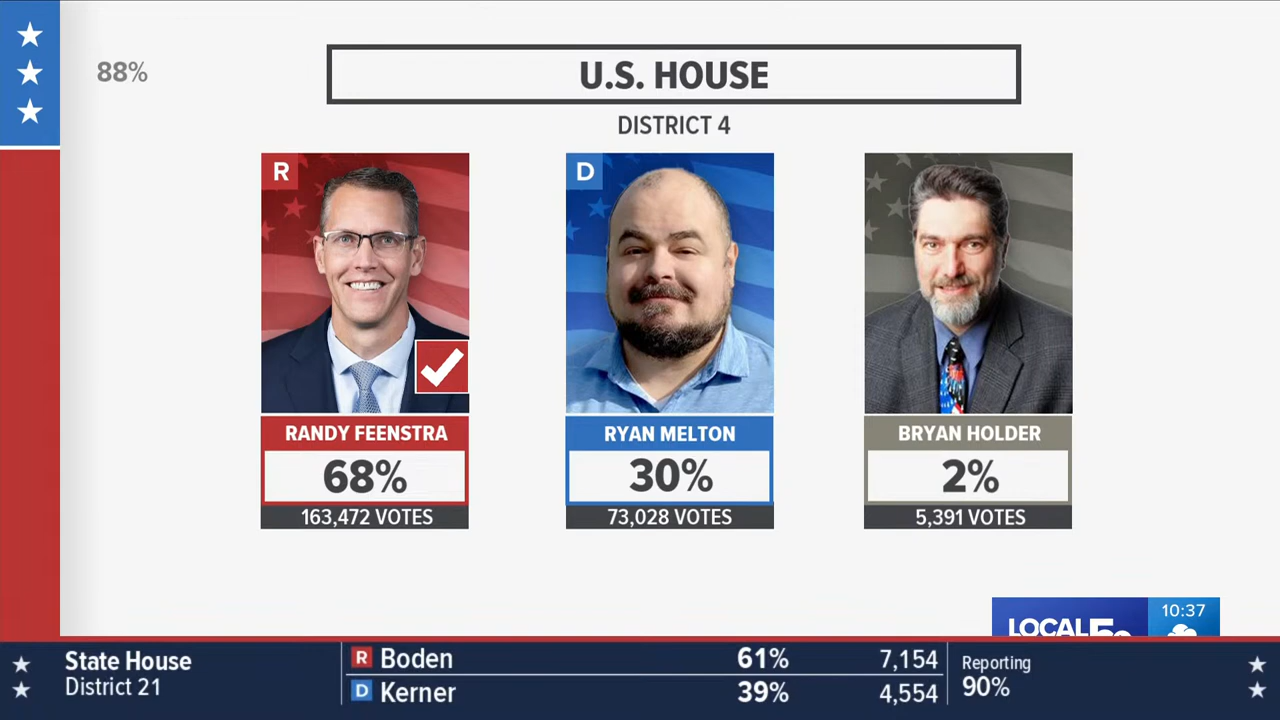 88%
U.S. HOUSE
DISTRICT 4
R
D
RANDY FEENSTRA
68%
163,472 VOTES
RYAN MELTON
30%
73,028 VOTES
BRYAN HOLDER
2%
5,391 VOTES
LOCAL 5
10:37
State House
District 21
R Boden 61% 7,154
D Kerner 39% 4,554
Reporting
90%